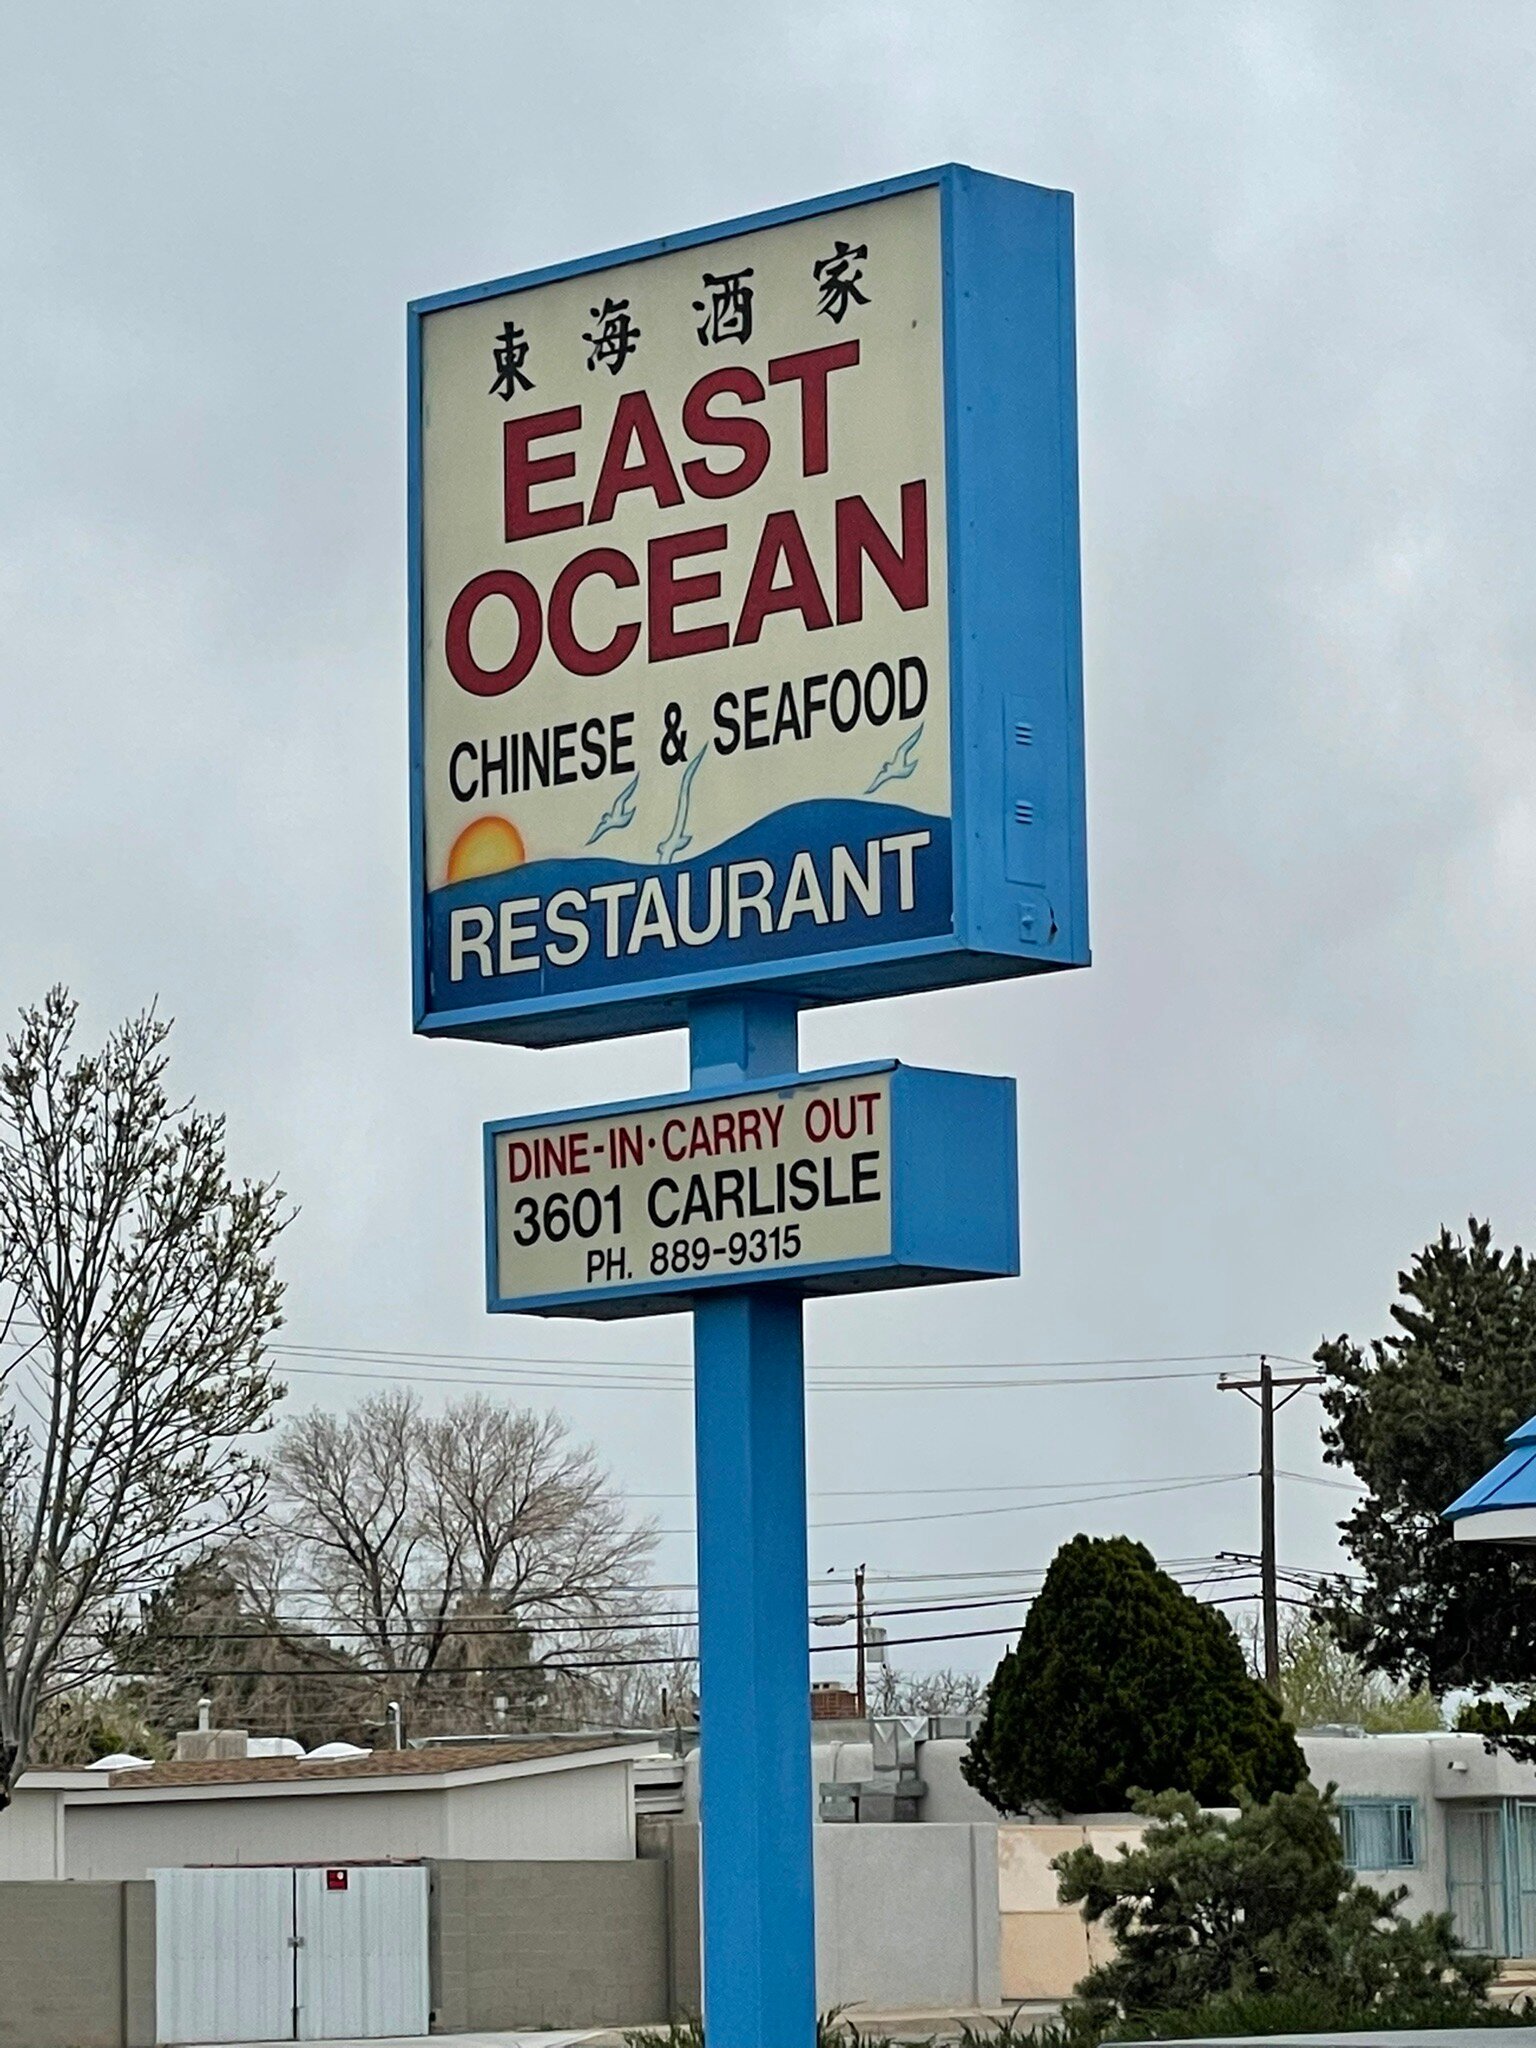 東海酒家
EAST
OCEAN
CHINESE & SEAFOOD
RESTAURANT
DINE-IN·CARRY OUT
3601 CARLISLE
PH. 889-9315